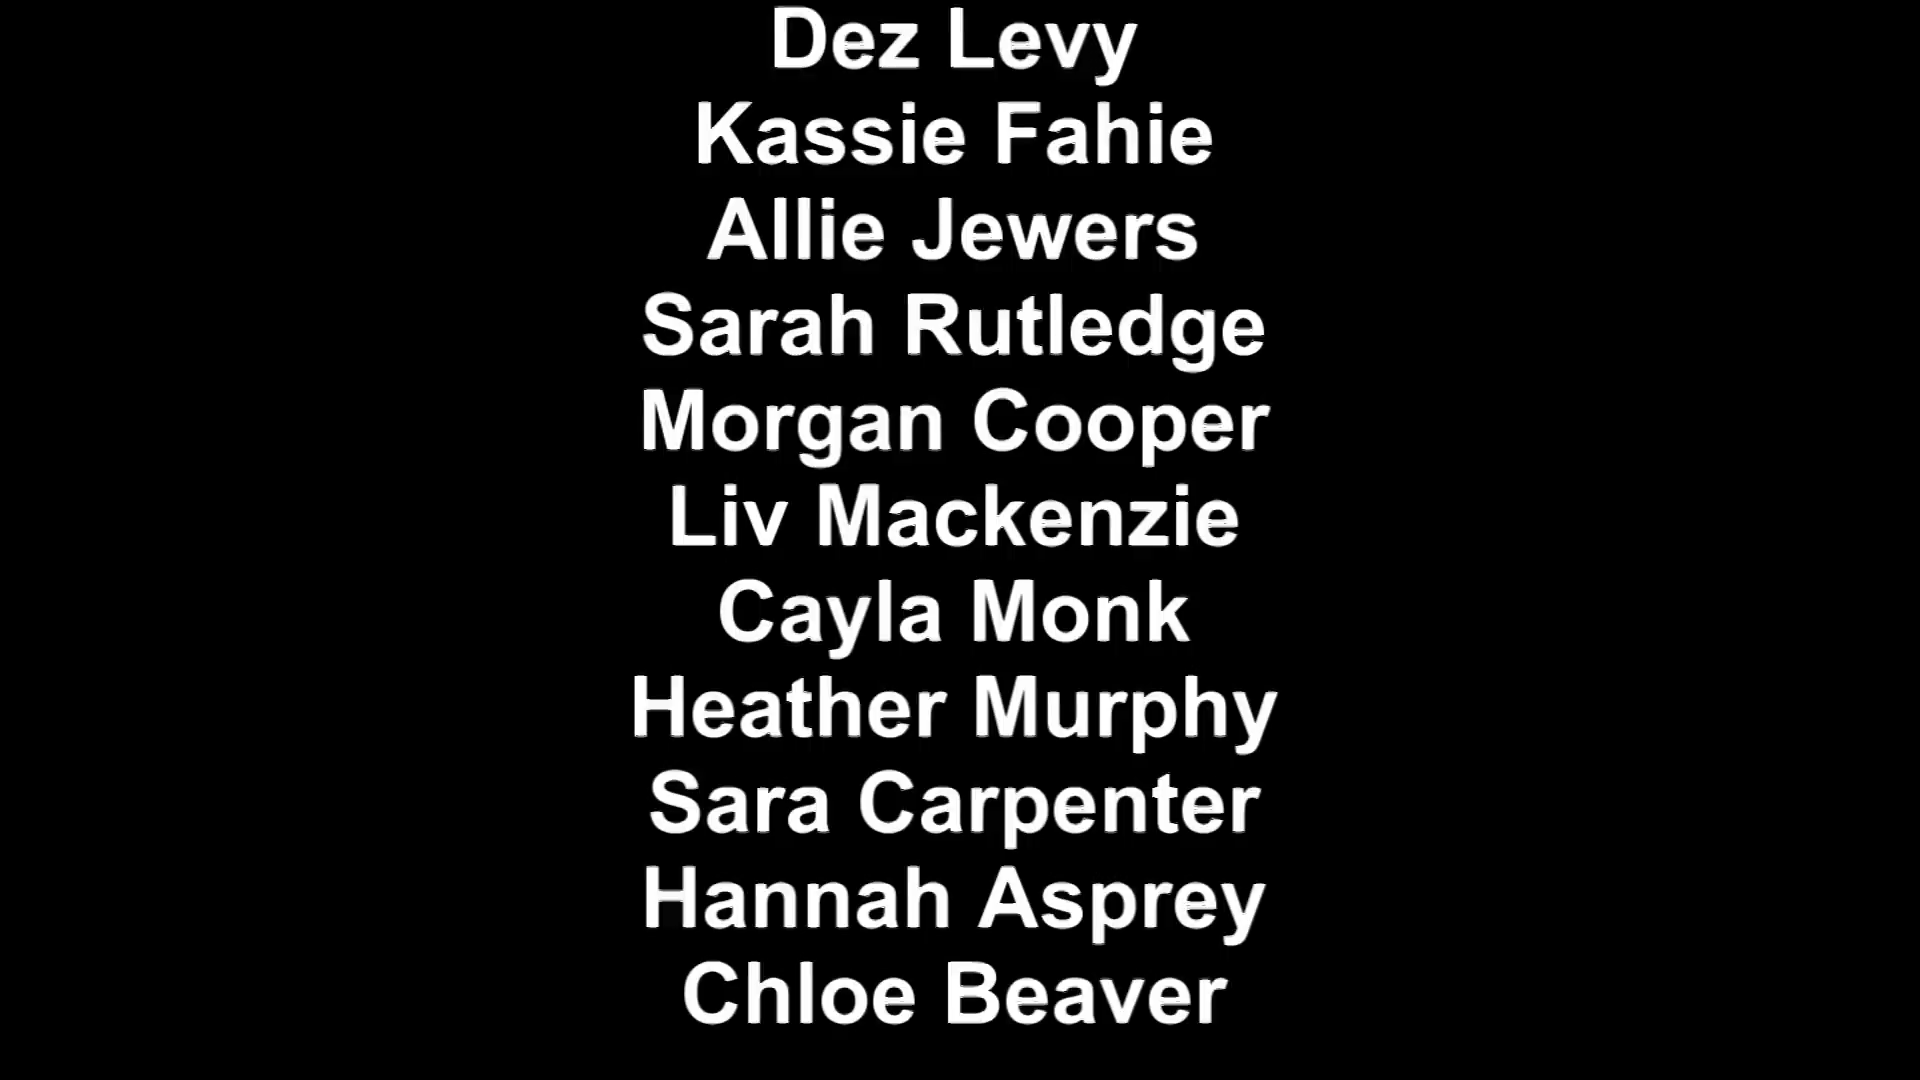 Dez Levy
Kassie Fahie
Allie Jewers
Sarah Rutledge
Morgan Cooper
Liv Mackenzie
Cayla Monk
Heather Murphy
Sara Carpenter
Hannah Asprey
Chloe Beaver